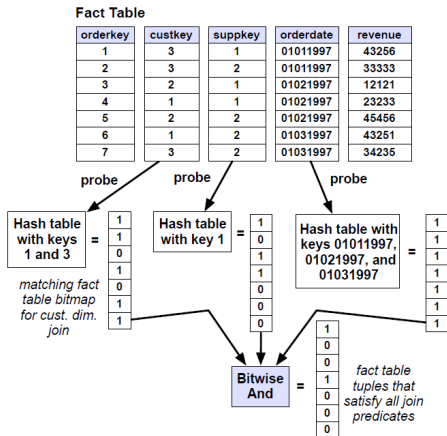 Fact Table
orderkey custkey suppkey orderdate revenue
1 3 1 01011997 43256
2 3 2 01011997 33333
3 2 1 01021997 12121
4 1 1 01021997 23233
5 2 2 01021997 45456
6 1 2 01031997 43251
7 3 2 01031997 34235
probe
probe
probe
Hash table
with keys
1 and 3
=
1
1
0
1
0
1
1
matching fact
table bitmap
for cust. dim.
join
Hash table
with key 1
=
1
0
1
1
0
0
0
Hash table with
keys 01011997,
01021997, and
01031997
=
1
1
1
1
1
1
1
Bitwise
And
=
1
0
0
1
0
0
0
fact table
tuples that
satisfy all join
predicates